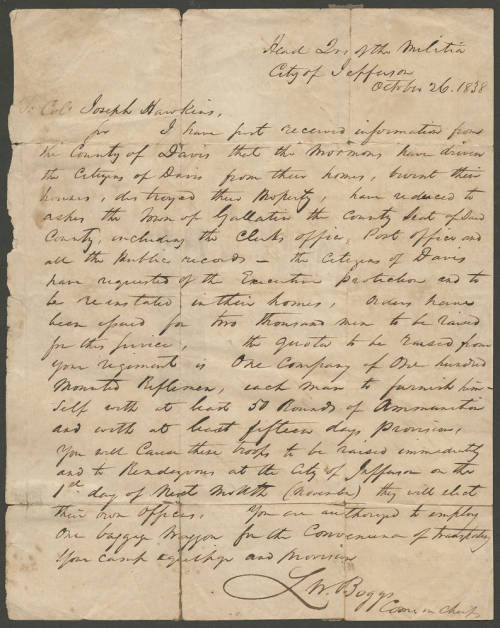 Head Qrs of the Militia
City of Jefferson
October 26. 1838
To Col. Joseph Hawkins,
Sir I have just received information from
the County of Davis that the Mormons have driven
the Citizens of Davis from their homes, burnt their
houses, destroyed their Property, have reduced to
ashes the Town of Gallatin the County Seat of Said
County, including the Clerks office, Post office and
all the Public records — the Citizens of Davis
have requested of the Executive Protection and to
be reinstated in their homes, Orders have
been issued for two thousand men to be raised
for this service, the quota to be raised from
your regiment is One Company of One hundred
Mounted Riflemen, each man to furnish him-
Self with at least 50 Rounds of Ammunition
and with at least fifteen days Provision,
You will Cause these troops to be raised immediately
and to Rendezvous at the City of Jefferson on the
1st day of Next Month (November) they will elect
their own Officers. You are authorized to employ
One baggage Waggon for the Convenience of transporting
Your Camp equipage and Provision
L. W. Boggs
Com in Chief